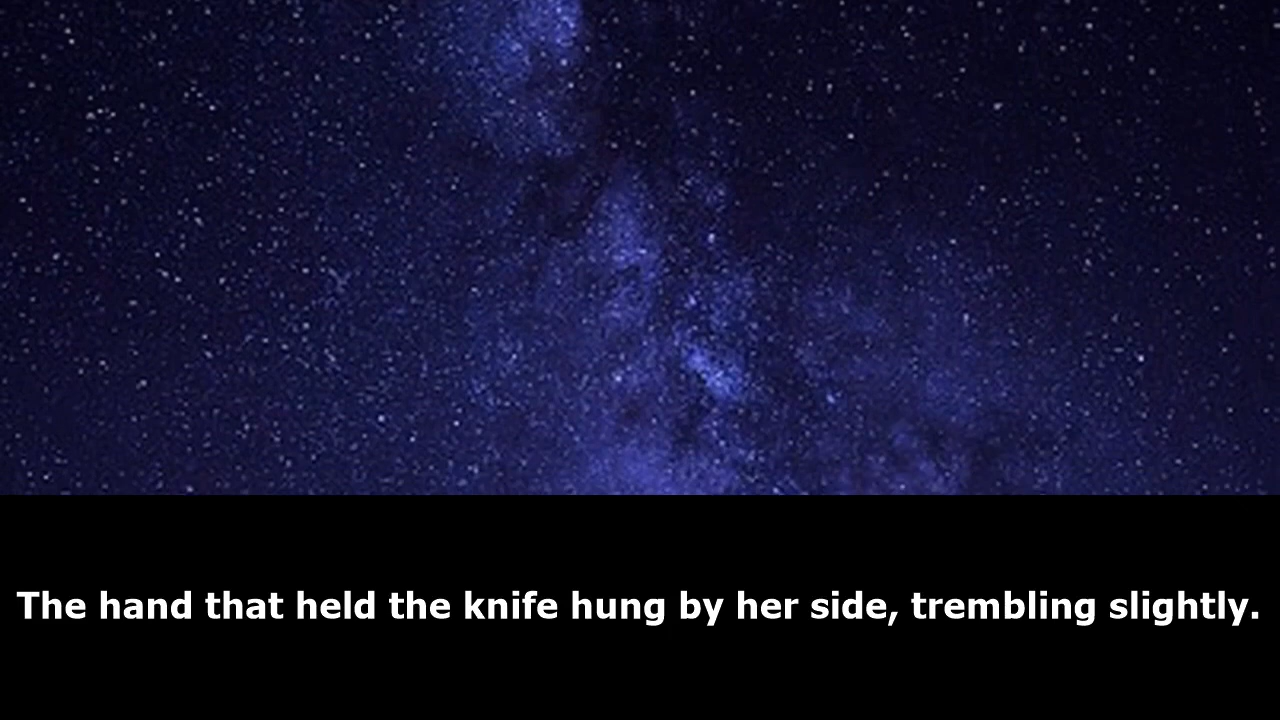 The hand that held the knife hung by her side, trembling slightly.